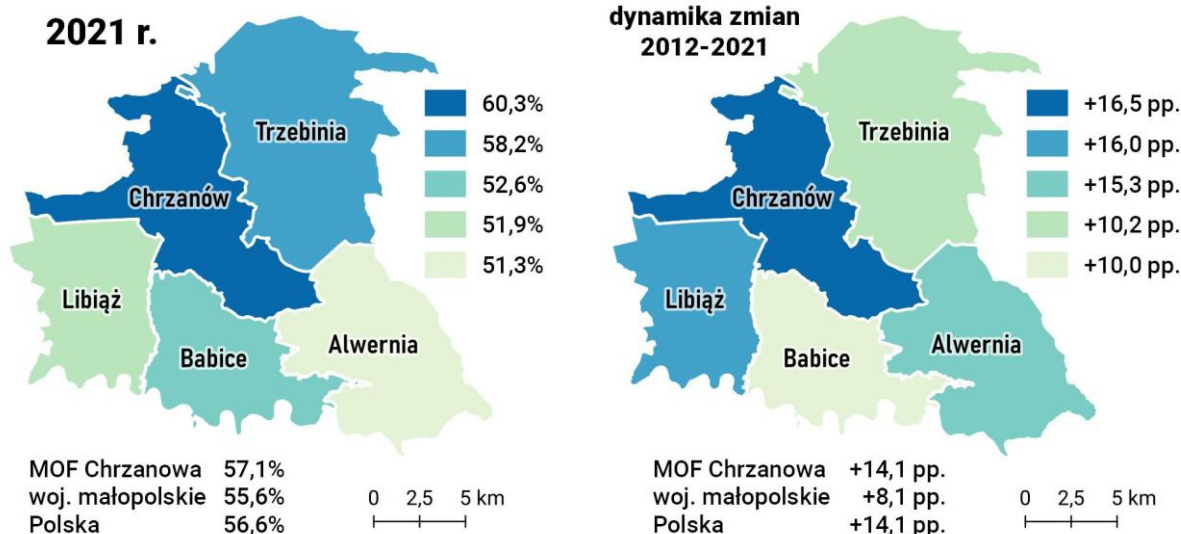 2021 r.
60,3%
58,2%
52,6%
51,9%
51,3%
Trzebinia
Chrzanów
Libiąż
Babice
Alwernia
MOF Chrzanowa 57,1%
woj. małopolskie 55,6%
Polska 56,6%
0 2,5 5 km
dynamika zmian
2012-2021
+16,5 pp.
+16,0 pp.
+15,3 pp.
+10,2 pp.
+10,0 pp.
Trzebinia
Chrzanów
Libiąż
Babice
Alwernia
MOF Chrzanowa +14,1 pp.
woj. małopolskie +8,1 pp.
Polska +14,1 pp.
0 2,5 5 km